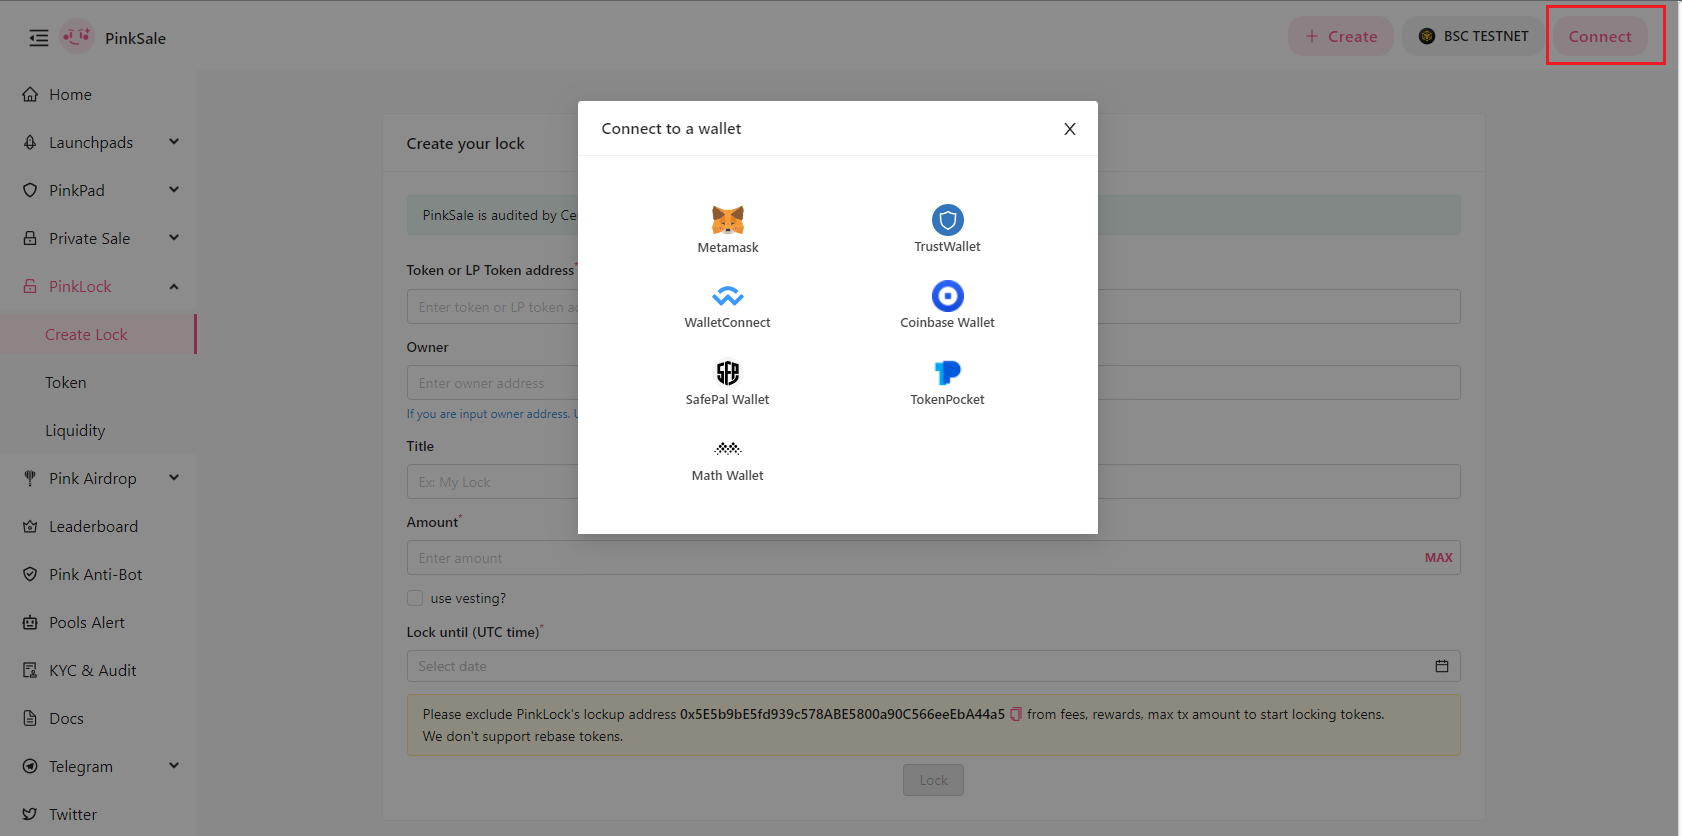 PinkSale
Create
BSC TESTNET
Connect
Home
Launchpads
PinkPad
Private Sale
PinkLock
Create Lock
Token
Liquidity
Pink Airdrop
Leaderboard
Pink Anti-Bot
Pools Alert
KYC & Audit
Docs
Telegram
Twitter
Connect to a wallet
Metamask
TrustWallet
WalletConnect
Coinbase Wallet
SafePal Wallet
TokenPocket
Math Wallet
Create your lock
PinkSale is audited by
Token or LP Token address*
Enter token or LP token
Owner
Enter owner address
If you are input owner address.
Title
Ex: My Lock
Amount*
Enter amount
MAX
use vesting?
Lock until (UTC time)*
Select date
Please exclude PinkLock's lockup address 0x5E5b9bE5fd939c578ABE5800a90C566eeEbA44a5 from fees, rewards, max tx amount to start locking tokens.
We don't support rebase tokens.
Lock